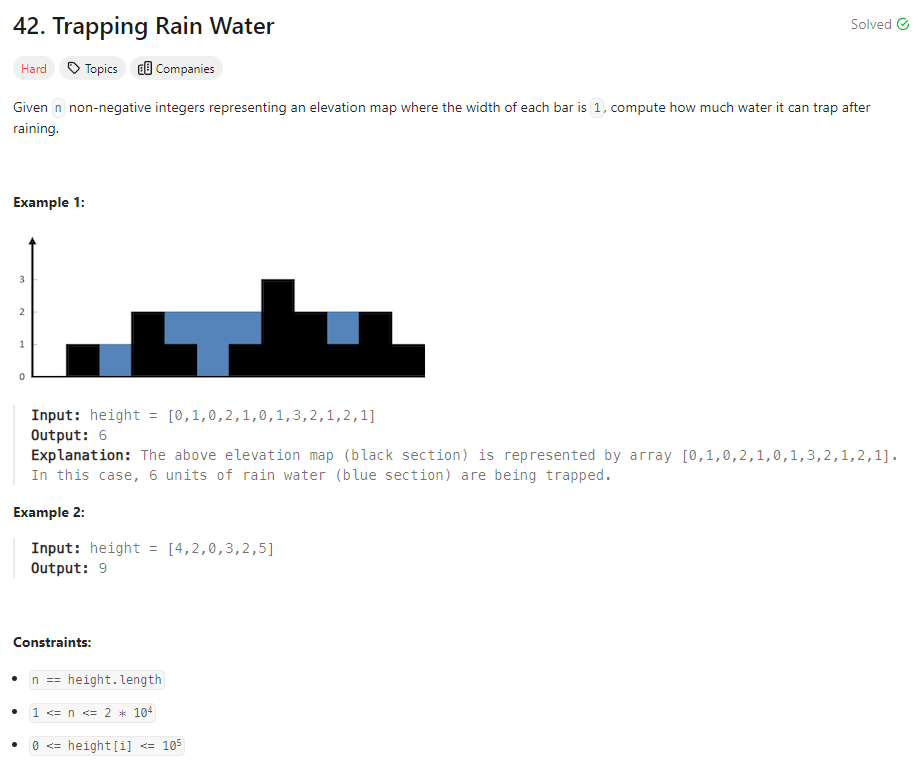 42. Trapping Rain Water
Solved
Hard
Topics
Companies
Given n non-negative integers representing an elevation map where the width of each bar is 1, compute how much water it can trap after
raining.
Example 1:
3
2
1
0
Input: height = [0,1,0,2,1,0,1,3,2,1,2,1]
Output: 6
Explanation: The above elevation map (black section) is represented by array [0,1,0,2,1,0,1,3,2,1,2,1].
In this case, 6 units of rain water (blue section) are being trapped.
Example 2:
Input: height = [4,2,0,3,2,5]
Output: 9
Constraints:
n == height.length
1 <= n <= 2 * 10⁴
0 <= height[i] <= 10⁵